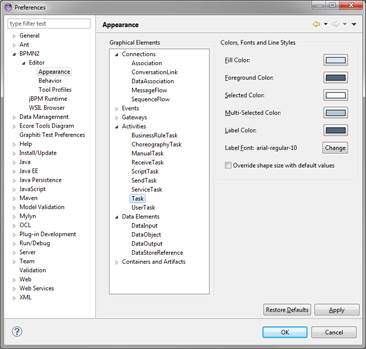 Preferences
type filter text
General
Ant
BPMN2
Editor
Appearance
Behavior
Tool Profiles
jBPM Runtime
WSIL Browser
Data Management
Ecore Tools Diagram
Graphiti Test Preferences
Help
Install/Update
Java
Java EE
Java Persistence
JavaScript
Maven
Model Validation
Mylyn
OCL
Plug-in Development
Run/Debug
Server
Team
Validation
Web
Web Services
XML
Appearance
Graphical Elements
Connections
Association
ConversationLink
DataAssociation
MessageFlow
SequenceFlow
Events
Gateways
Activities
BusinessRuleTask
ChoreographyTask
ManualTask
ReceiveTask
ScriptTask
SendTask
ServiceTask
Task
UserTask
Data Elements
DataInput
DataObject
DataOutput
DataStoreReference
Containers and Artifacts
Colors, Fonts and Line Styles
Fill Color:
Foreground Color:
Selected Color:
Multi-Selected Color:
Label Color:
Label Font: arial-regular-10 Change
Override shape size with default values
Restore Defaults Apply
OK Cancel